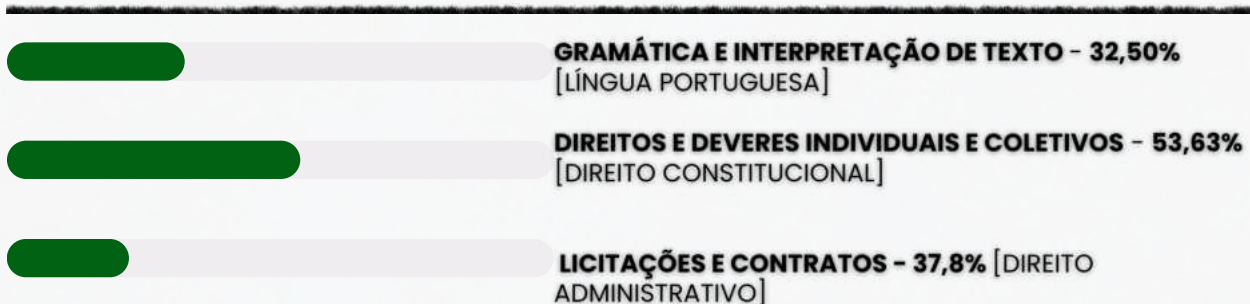 GRAMÁTICA E INTERPRETAÇÃO DE TEXTO - 32,50%
[LÍNGUA PORTUGUESA]
DIREITOS E DEVERES INDIVIDUAIS E COLETIVOS - 53,63%
[DIREITO CONSTITUCIONAL]
LICITAÇÕES E CONTRATOS - 37,8% [DIREITO
ADMINISTRATIVO]